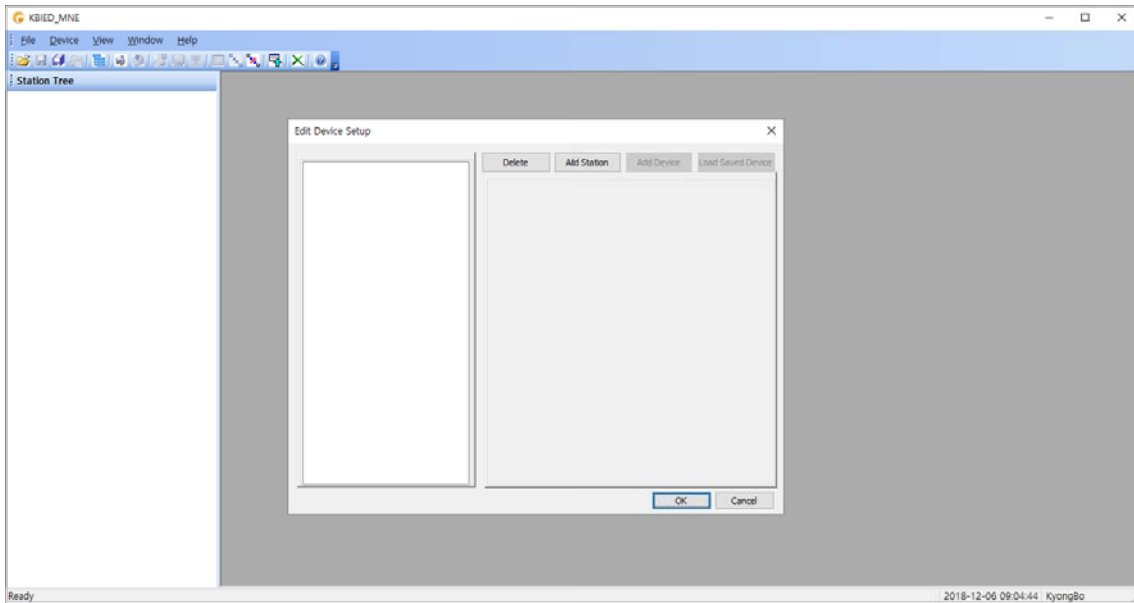 KBIED_MNE
File Device View Window Help
Station Tree
Edit Device Setup
Delete Add Station Add Device Load Saved Device
OK Cancel
Ready 2018-12-06 09:04:44 KyongBo